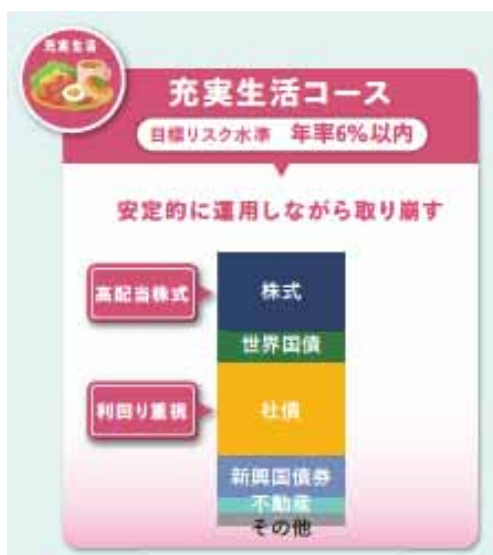 充実生活
充実生活コース
目標リスク水準 年率6%以内
安定的に運用しながら取り崩す
高配当株式
株式
世界国債
利回り重視
社債
新興国債券
不動産
その他